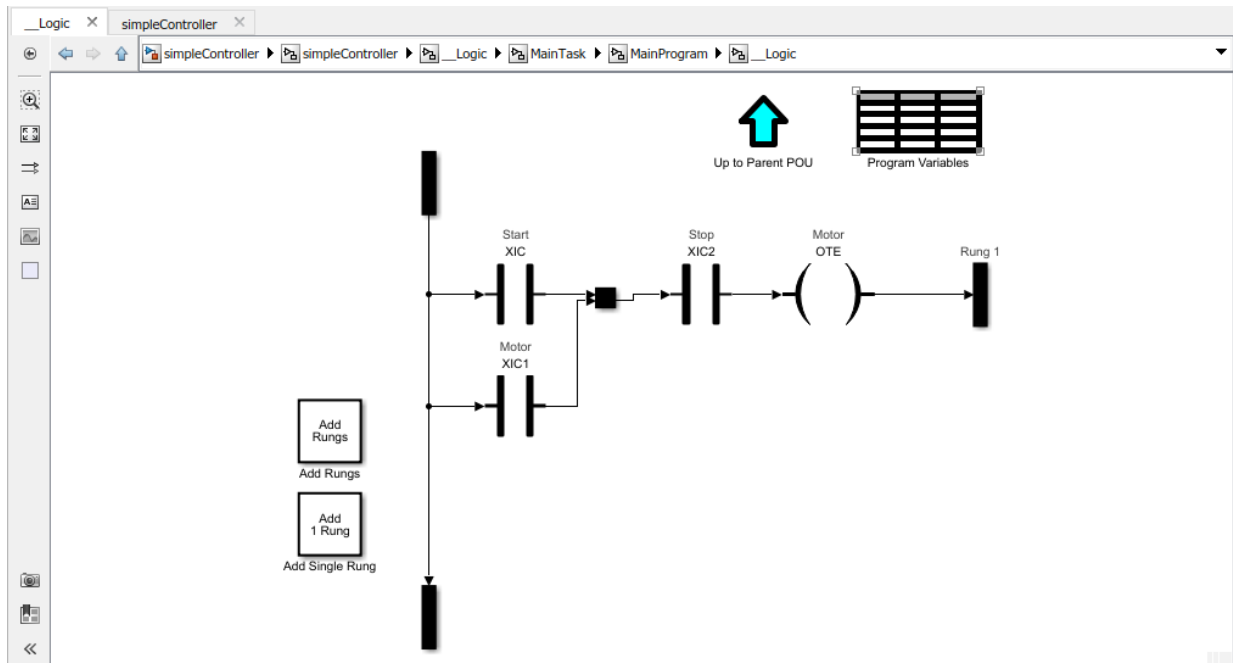 __Logic
simpleController
simpleController simpleController __Logic MainTask MainProgram __Logic
Up to Parent POU
Program Variables
Start
XIC
Stop
XIC2
Motor
OTE
Rung 1
Motor
XIC1
Add
Rungs
Add Rungs
Add
1 Rung
Add Single Rung